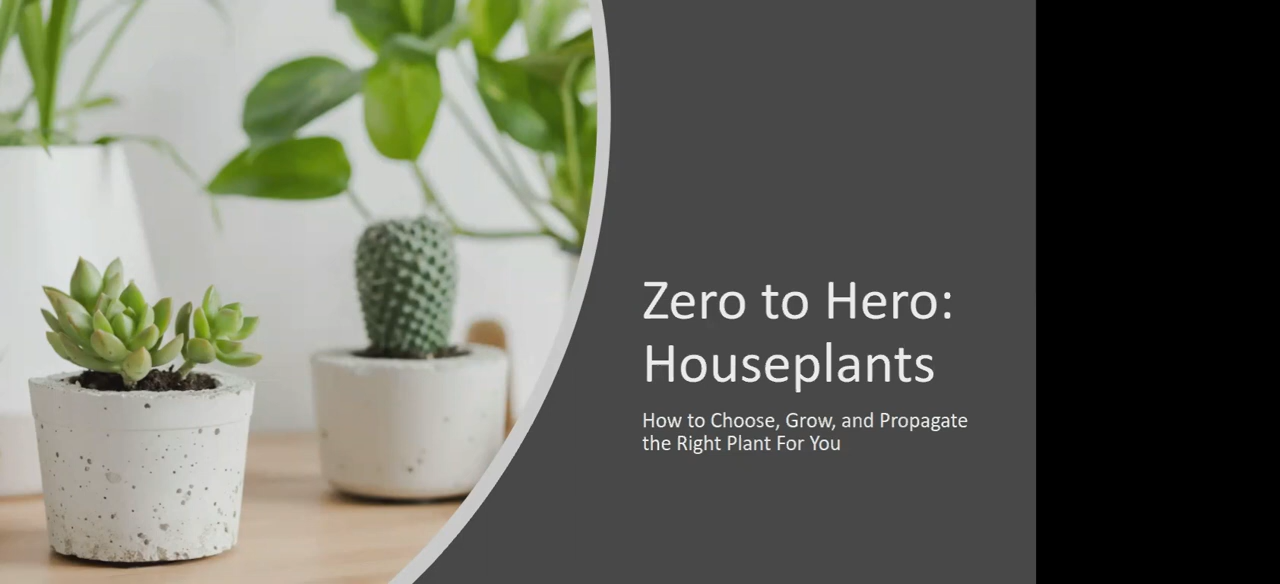 Zero to Hero:
Houseplants
How to Choose, Grow, and Propagate
the Right Plant For You